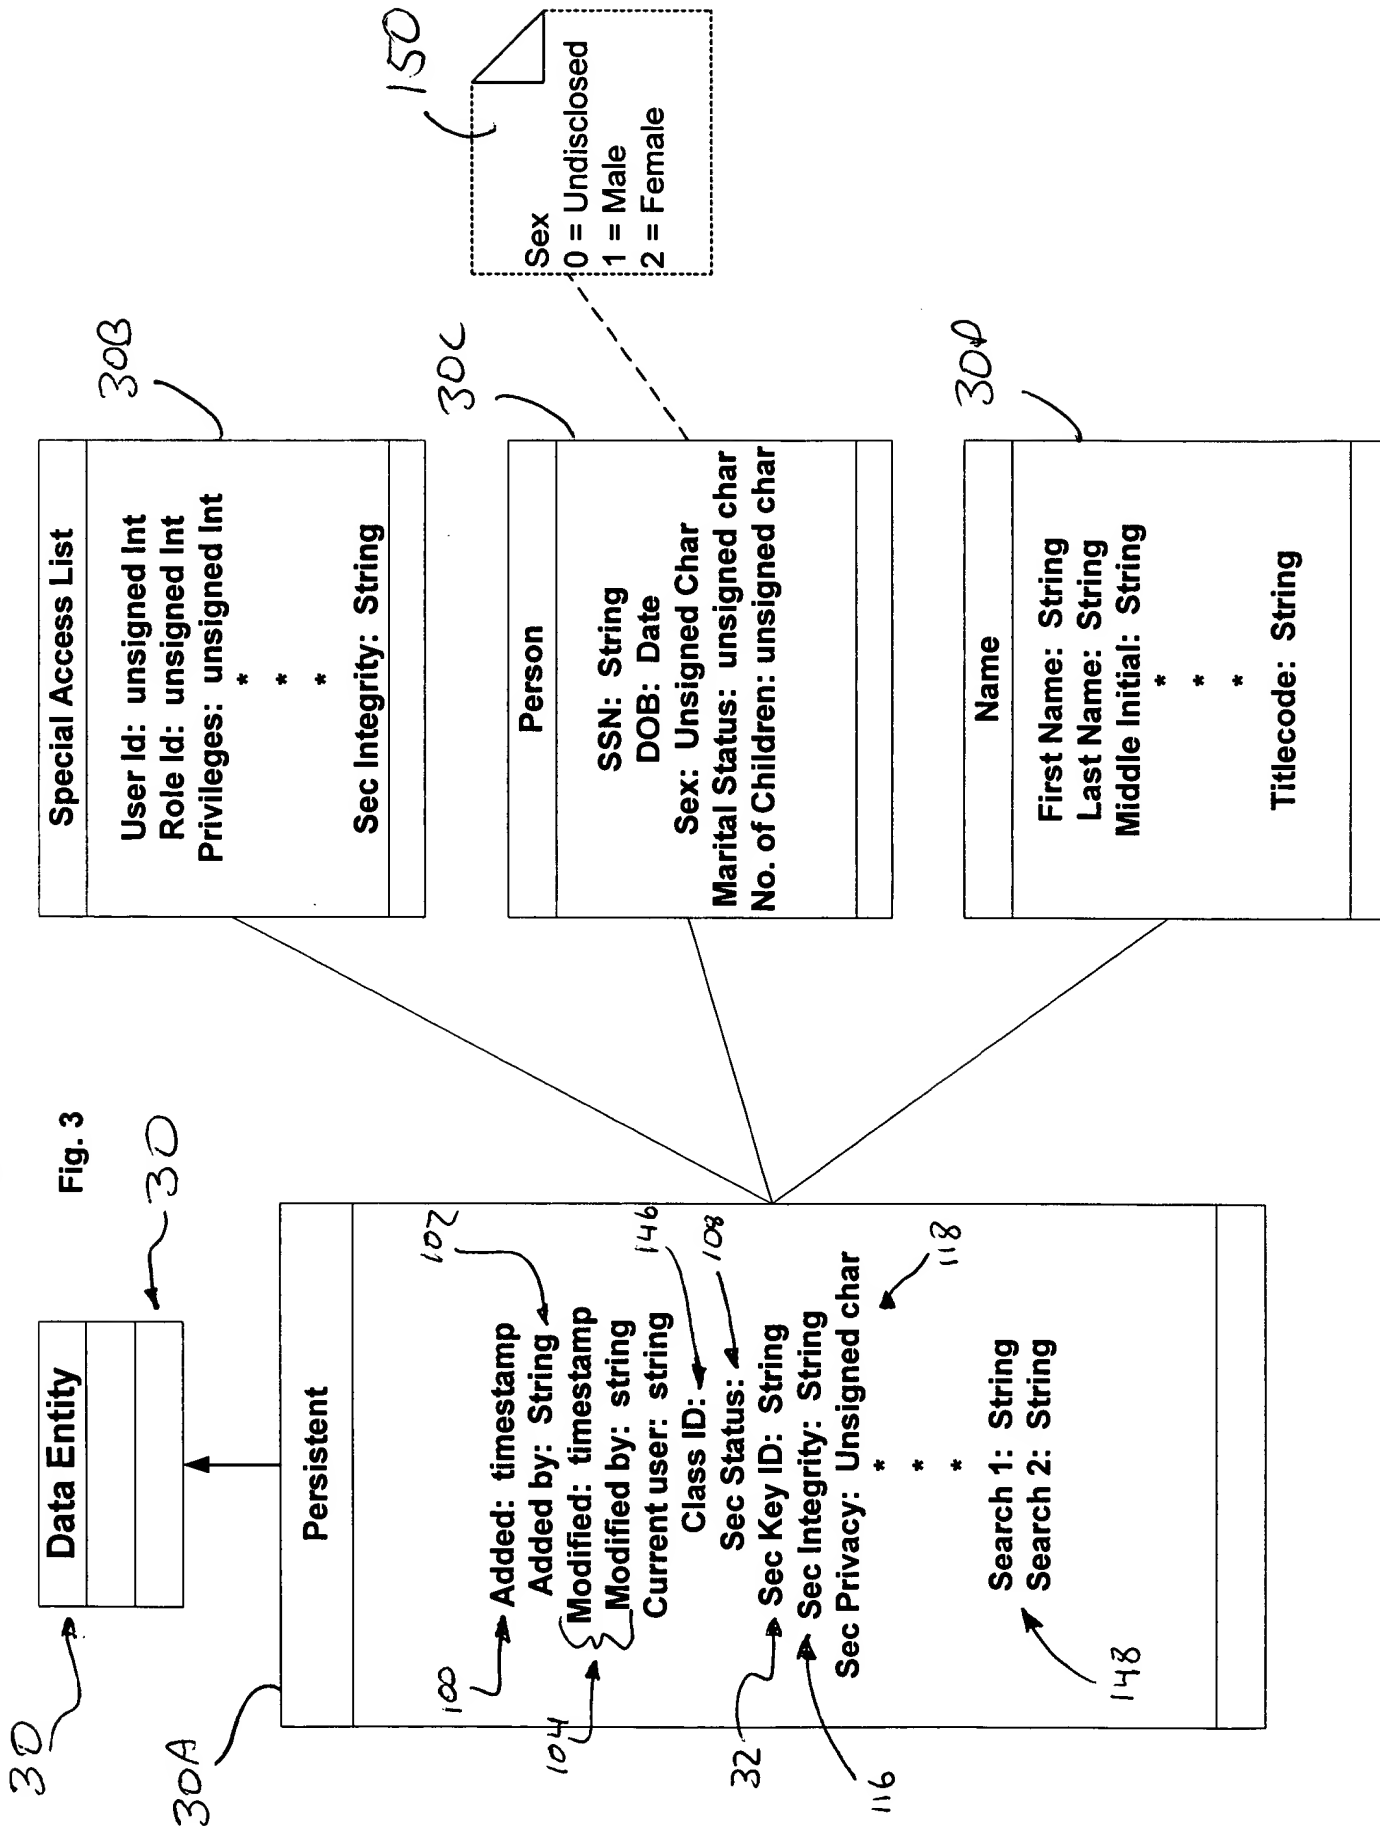 Fig. 3
30
Data Entity
30
30A
Persistent
100
Added: timestamp
Added by: String
102
104
Modified: timestamp
Modified by: string
Current user: string
Class ID:
146
Sec Status:
108
32
Sec Key ID: String
116
Sec Integrity: String
Sec Privacy: Unsigned char
118
*
*
*
148
Search 1: String
Search 2: String
30B
Special Access List
User Id: unsigned Int
Role Id: unsigned Int
Privileges: unsigned Int
*
*
*
Sec Integrity: String
30C
Person
SSN: String
DOB: Date
Sex: Unsigned Char
Marital Status: unsigned char
No. of Children: unsigned char
150
Sex
0 = Undisclosed
1 = Male
2 = Female
30D
Name
First Name: String
Last Name: String
Middle Initial: String
*
*
*
Titlecode: String